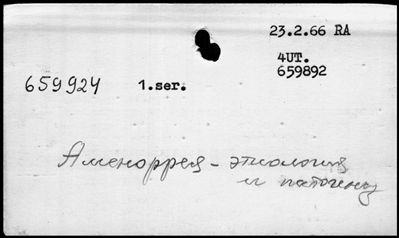 23.2.66 RA
4UT.
659892
659924 1.ser.
Аменоррея – этиология
и патогенез